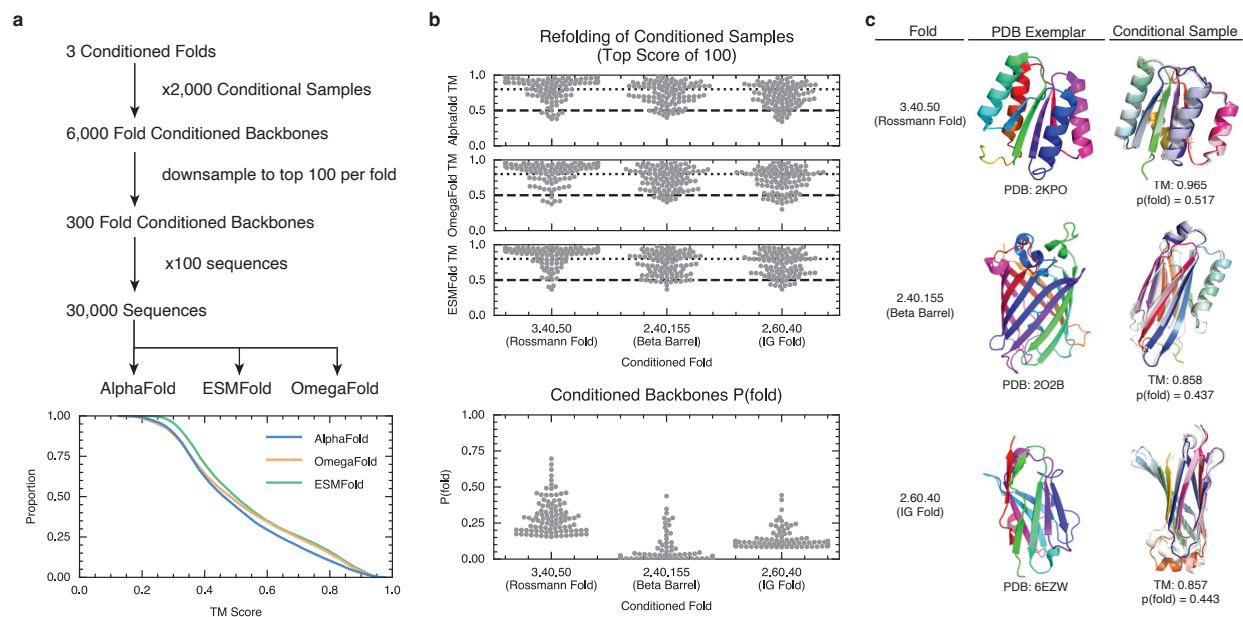 a
3 Conditioned Folds
x2,000 Conditional Samples
6,000 Fold Conditioned Backbones
downsample to top 100 per fold
300 Fold Conditioned Backbones
x100 sequences
30,000 Sequences
AlphaFold ESMFold OmegaFold
1.00
0.75
0.50
0.25
0.00
Proportion
AlphaFold
OmegaFold
ESMFold
0.0 0.2 0.4 0.6 0.8 1.0
TM Score
b
Refolding of Conditioned Samples
(Top Score of 100)
Alphafold TM
1.0
0.5
0.0
OmegaFold TM
1.0
0.5
0.0
ESMFold TM
1.0
0.5
0.0
3,40.50 2,40.155 2,60.40
(Rossmann Fold) (Beta Barrel) (IG Fold)
Conditioned Fold
Conditioned Backbones P(fold)
P(fold)
1.00
0.75
0.50
0.25
0.00
3,40.50 2,40.155 2,60.40
(Rossmann Fold) (Beta Barrel) (IG Fold)
Conditioned Fold
c
Fold PDB Exemplar Conditional Sample
3.40.50
(Rossmann Fold)
PDB: 2KPO
TM: 0.965
p(fold) = 0.517
2.40.155
(Beta Barrel)
PDB: 2O2B
TM: 0.858
p(fold) = 0.437
2.60.40
(IG Fold)
PDB: 6EZW
TM: 0.857
p(fold) = 0.443